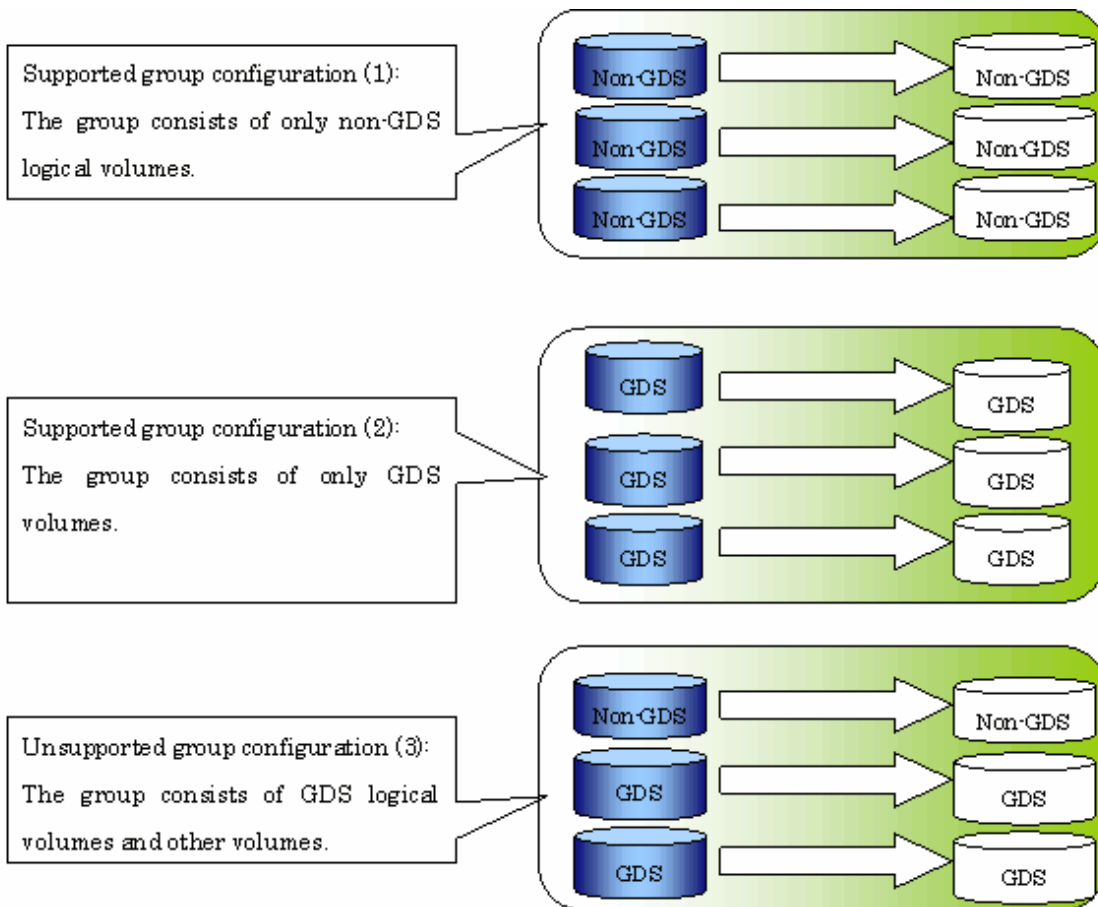 Supported group configuration (1):
The group consists of only non-GDS
logical volumes.
Non-GDS
Non-GDS
Non-GDS
Non-GDS
Non-GDS
Non-GDS
Supported group configuration (2):
The group consists of only GDS
volumes.
GDS
GDS
GDS
GDS
GDS
GDS
Unsupported group configuration (3):
The group consists of GDS logical
volumes and other volumes.
Non-GDS
Non-GDS
GDS
GDS
GDS
GDS